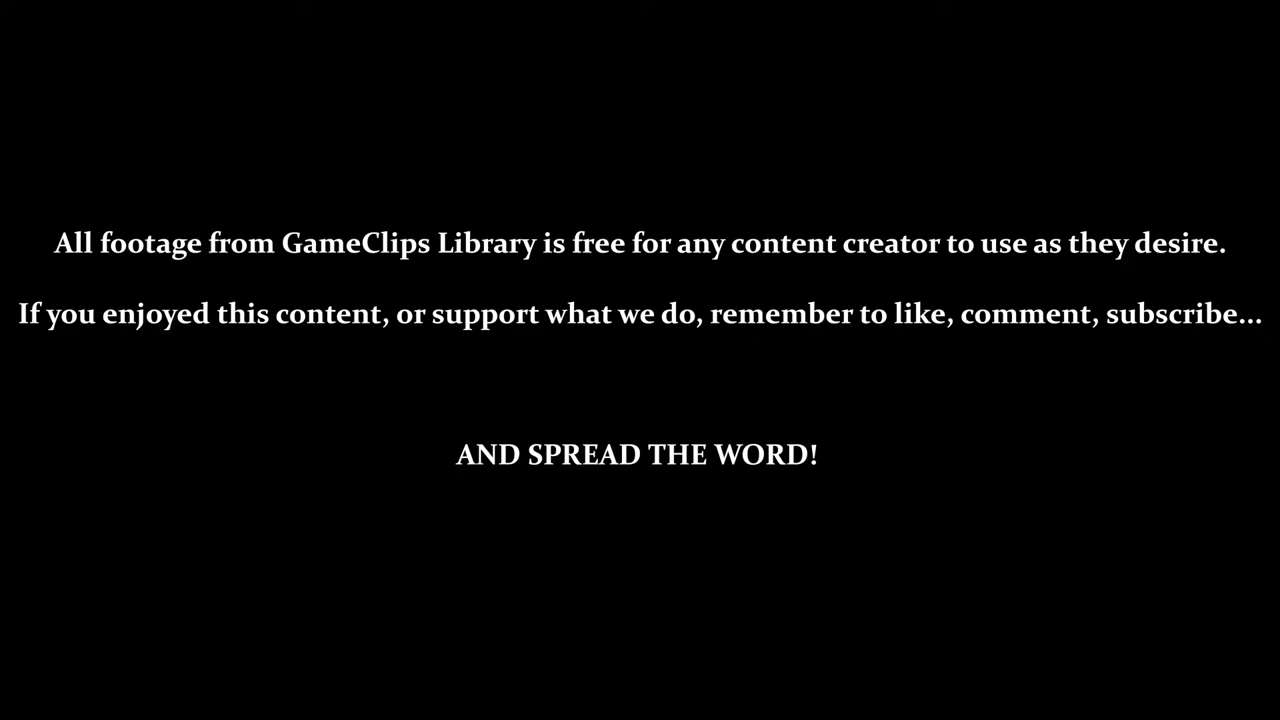 All footage from GameClips Library is free for any content creator to use as they desire.
If you enjoyed this content, or support what we do, remember to like, comment, subscribe...
AND SPREAD THE WORD!